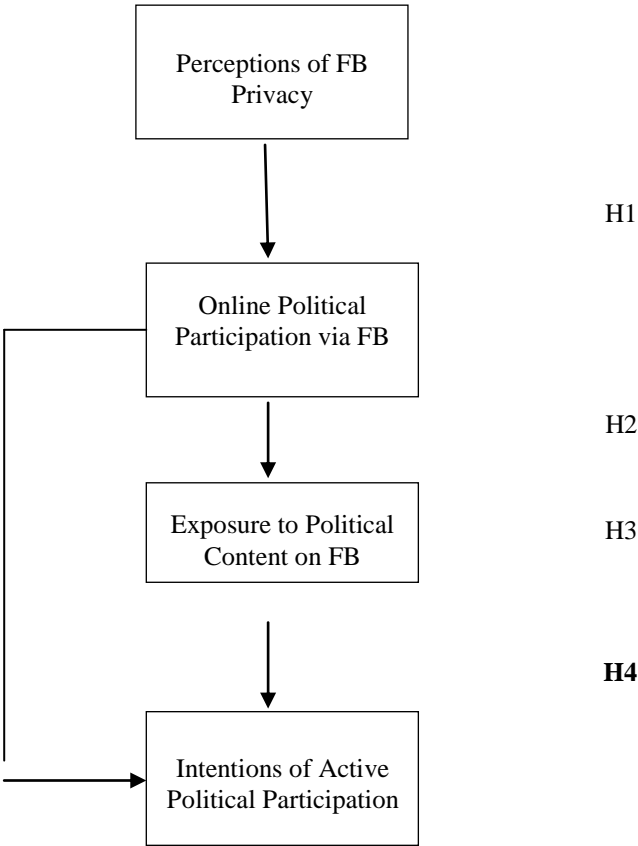 Perceptions of FB
Privacy
H1
Online Political
Participation via FB
H2
Exposure to Political
Content on FB
H3
H4
Intentions of Active
Political Participation